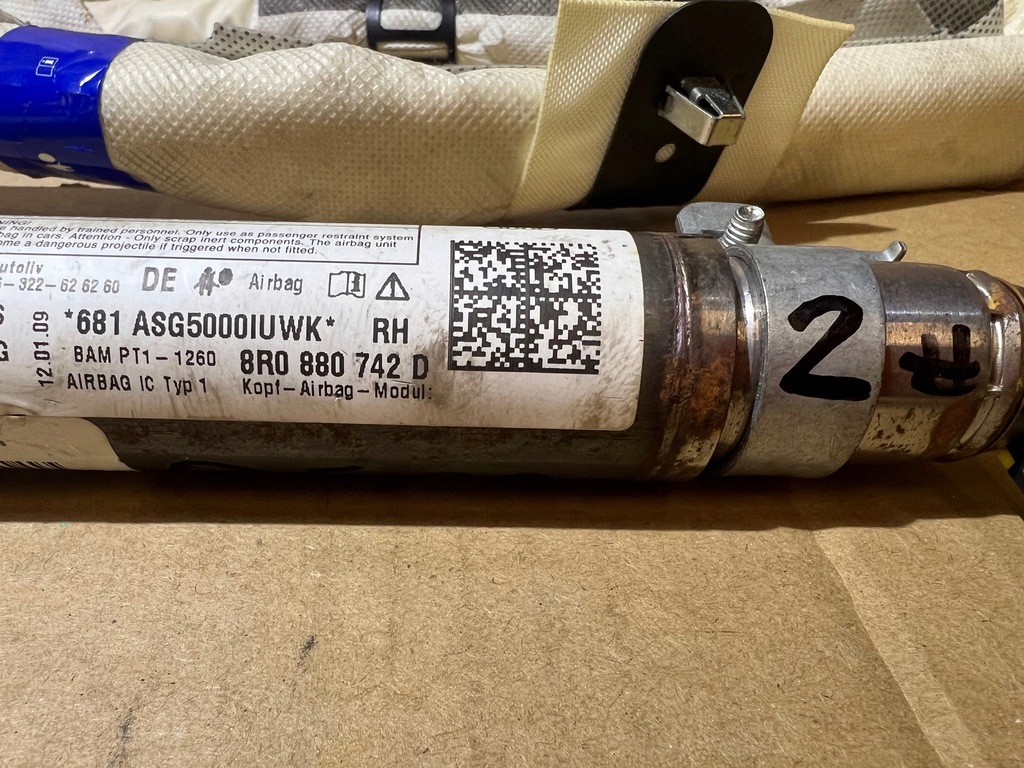 e handled by trained personnel. Only use as passenger restraint system
bag in cars. Attention - Only scrap inert components. The airbag unit
ome a dangerous projectile if triggered when not fitted.
utoliv
-322-62 62 60
DE
Airbag
*681 ASG5000IUWK* RH
12.01.09
BAM PT1-1260 8R0 880 742 D
AIRBAG IC Typ 1 Kopf-Airbag-Modul:
2 #